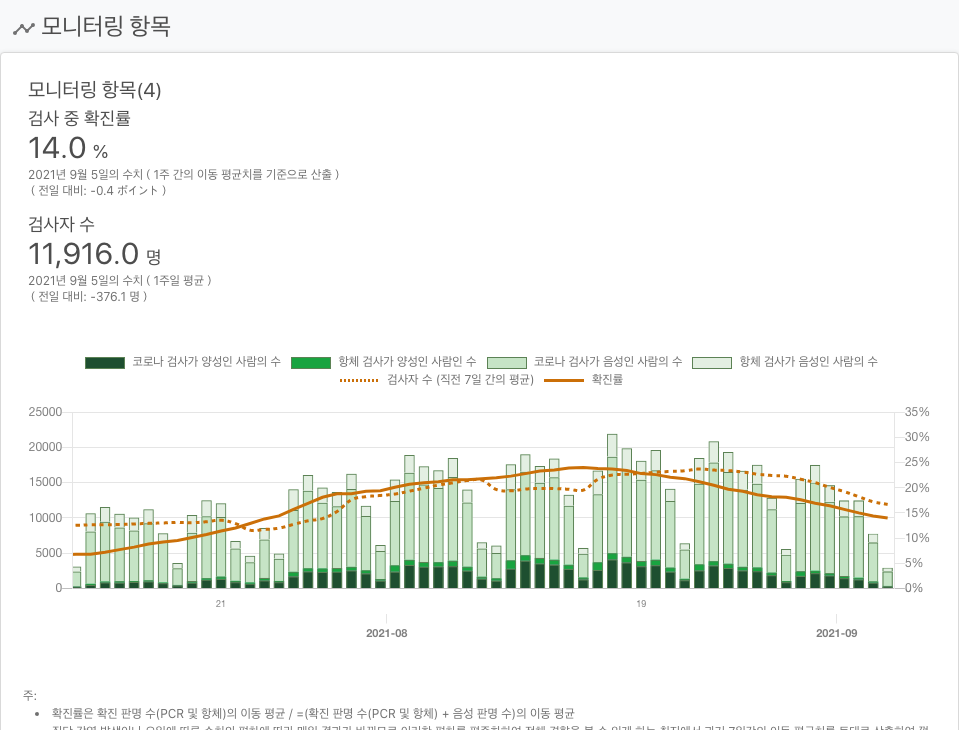 모니터링 항목
모니터링 항목(4)
검사 중 확진률
14.0 %
2021년 9월 5일의 수치 ( 1주 간의 이동 평균치를 기준으로 산출 )
( 전일 대비: -0.4 ポイント )
검사자 수
11,916.0 명
2021년 9월 5일의 수치 ( 1주일 평균 )
( 전일 대비: -376.1 명 )
코로나 검사가 양성인 사람의 수 항체 검사가 양성인 사람인 수 코로나 검사가 음성인 사람의 수 항체 검사가 음성인 사람의 수
검사자 수 (직전 7일 간의 평균) 확진률
25000 35%
30%
20000
25%
15000
20%
10000 15%
10%
5000
5%
0 0%
21 19
2021-08 2021-09
주:
• 확진률은 확진 판명 수(PCR 및 항체)의 이동 평균 / =(확진 판명 수(PCR 및 항체) + 음성 판명 수)의 이동 평균